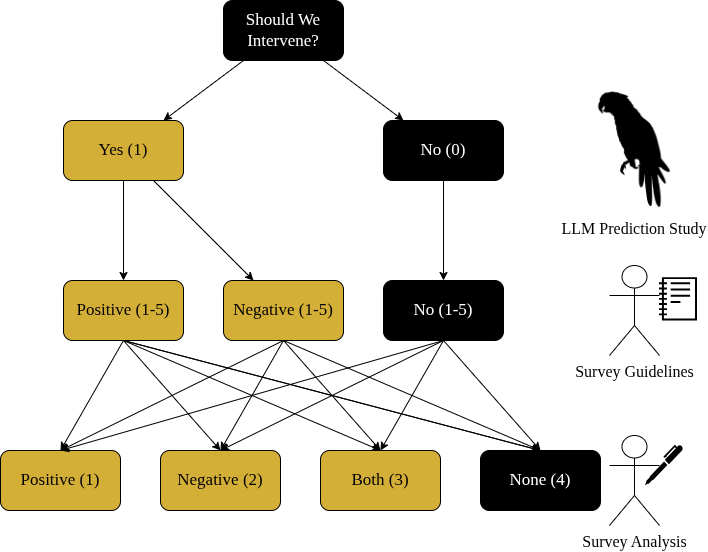 Should We
Intervene?
Yes (1)
No (0)
LLM Prediction Study
Positive (1-5)
Negative (1-5)
No (1-5)
Survey Guidelines
Positive (1)
Negative (2)
Both (3)
None (4)
Survey Analysis